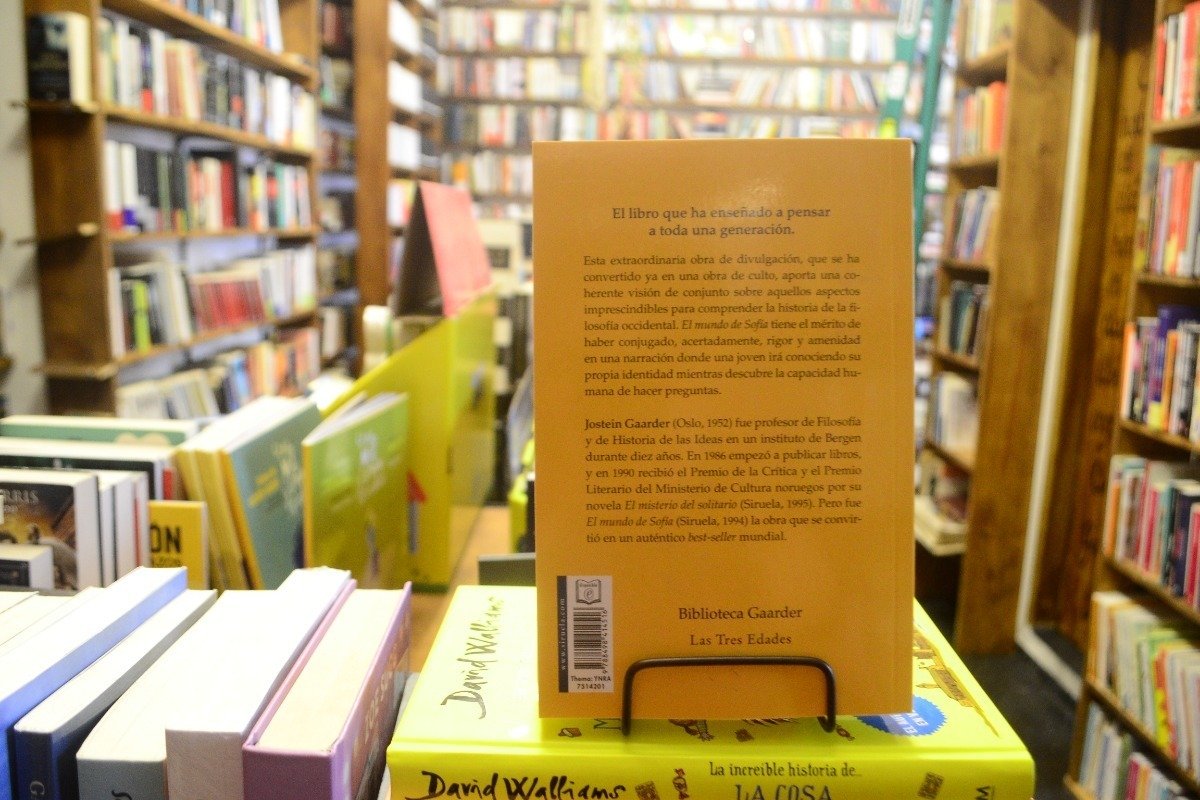 El libro que ha enseñado a pensar
a toda una generación.
Esta extraordinaria obra de divulgación, que se ha
convertido ya en una obra de culto, aporta una co-
herente visión de conjunto sobre aquellos aspectos
imprescindibles para comprender la historia de la fi-
losofía occidental. El mundo de Sofía tiene el mérito de
haber conjugado, acertadamente, rigor y amenidad
en una narración donde una joven irá conociendo su
propia identidad mientras descubre la capacidad hu-
mana de hacer preguntas.
Jostein Gaarder (Oslo, 1952) fue profesor de Filosofía
y de Historia de las Ideas en un instituto de Bergen
durante diez años. En 1986 empezó a publicar libros,
y en 1990 recibió el Premio de la Crítica y el Premio
Literario del Ministerio de Cultura noruegos por su
novela El misterio del solitario (Siruela, 1995). Pero fue
El mundo de Sofía (Siruela, 1994) la obra que se convir-
tió en un auténtico best-seller mundial.
www.siruela.com
9788498414516
Thema: YNRA
7514201
Biblioteca Gaarder
Las Tres Edades
David Walliams
David Walliams
La increíble historia de...
LA COSA